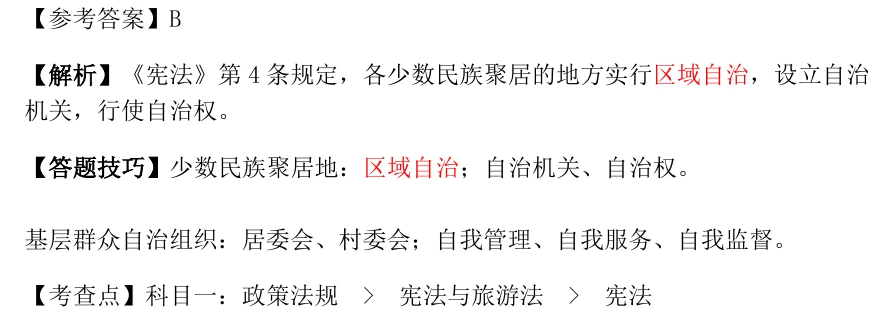 【参考答案】B
【解析】《宪法》第 4 条规定，各少数民族聚居的地方实行区域自治，设立自治
机关，行使自治权。
【答题技巧】少数民族聚居地：区域自治；自治机关、自治权。
基层群众自治组织：居委会、村委会；自我管理、自我服务、自我监督。
【考查点】科目一：政策法规 > 宪法与旅游法 > 宪法